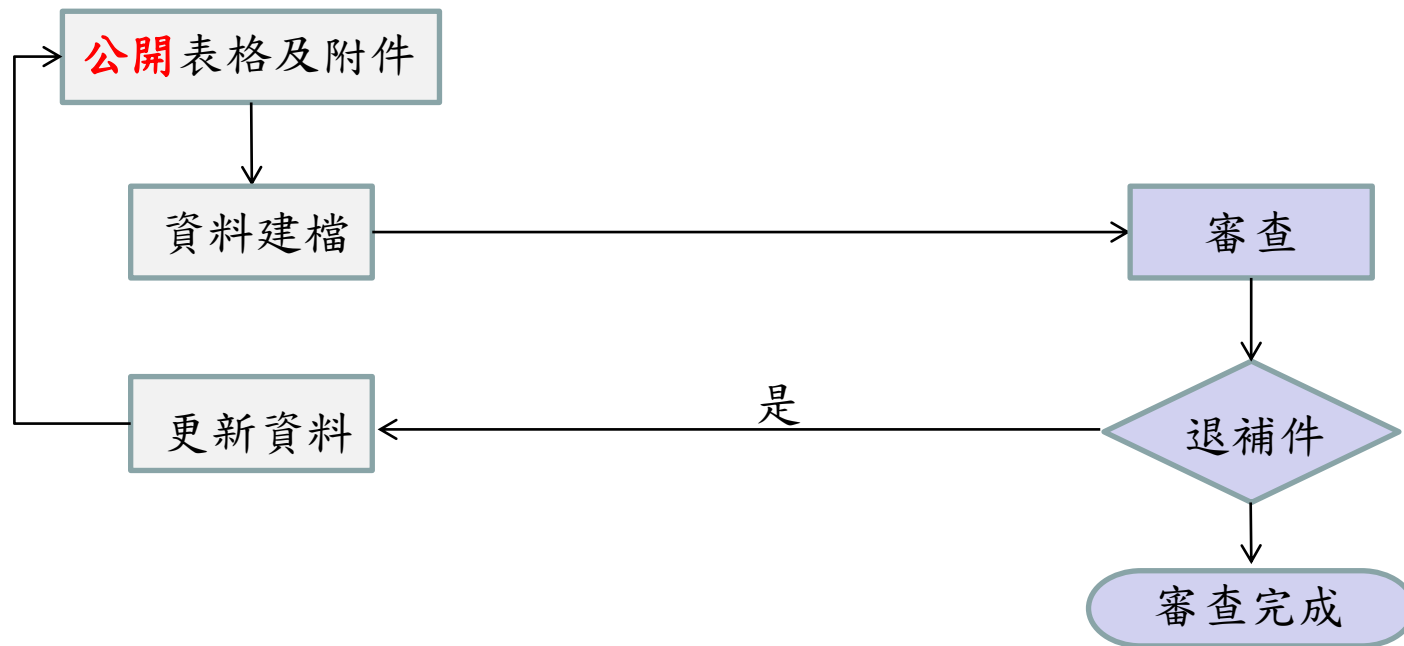 公開表格及附件
資料建檔
審查
是
更新資料
退補件
審查完成